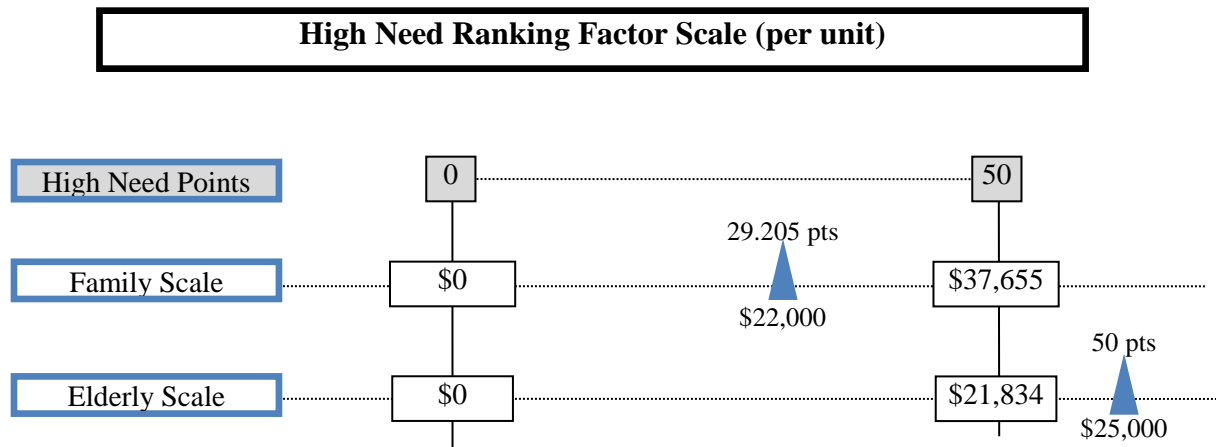 High Need Ranking Factor Scale (per unit)
High Need Points
0
50
29.205 pts
Family Scale
$0
$37,655
$22,000
50 pts
Elderly Scale
$0
$21,834
$25,000